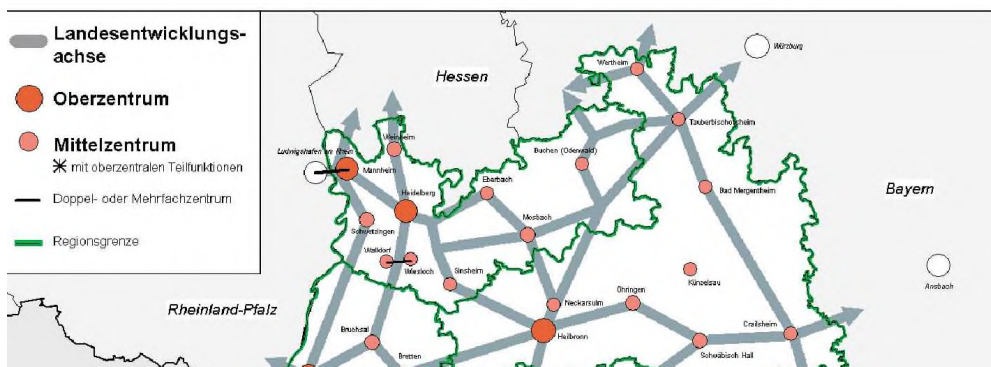 Landesentwicklungs-
achse
Oberzentrum
Mittelzentrum
mit oberzentralen Teilfunktionen
Doppel- oder Mehrfachzentrum
Regionsgrenze
Hessen
Würzburg
Wertheim
Tauberbischofsheim
Weinheim
Ludwigshafen am Rhein
Mannheim
Buchen (Odenwald)
Eberbach
Bad Mergentheim
Bayern
Heidelberg
Schwetzingen
Mosbach
Walldorf
Wiesloch
Sinsheim
Künzelsau
Ansbach
Rheinland-Pfalz
Neckarsulm
Öhringen
Bruchsal
Heilbronn
Crailsheim
Schwäbisch Hall
Bretten